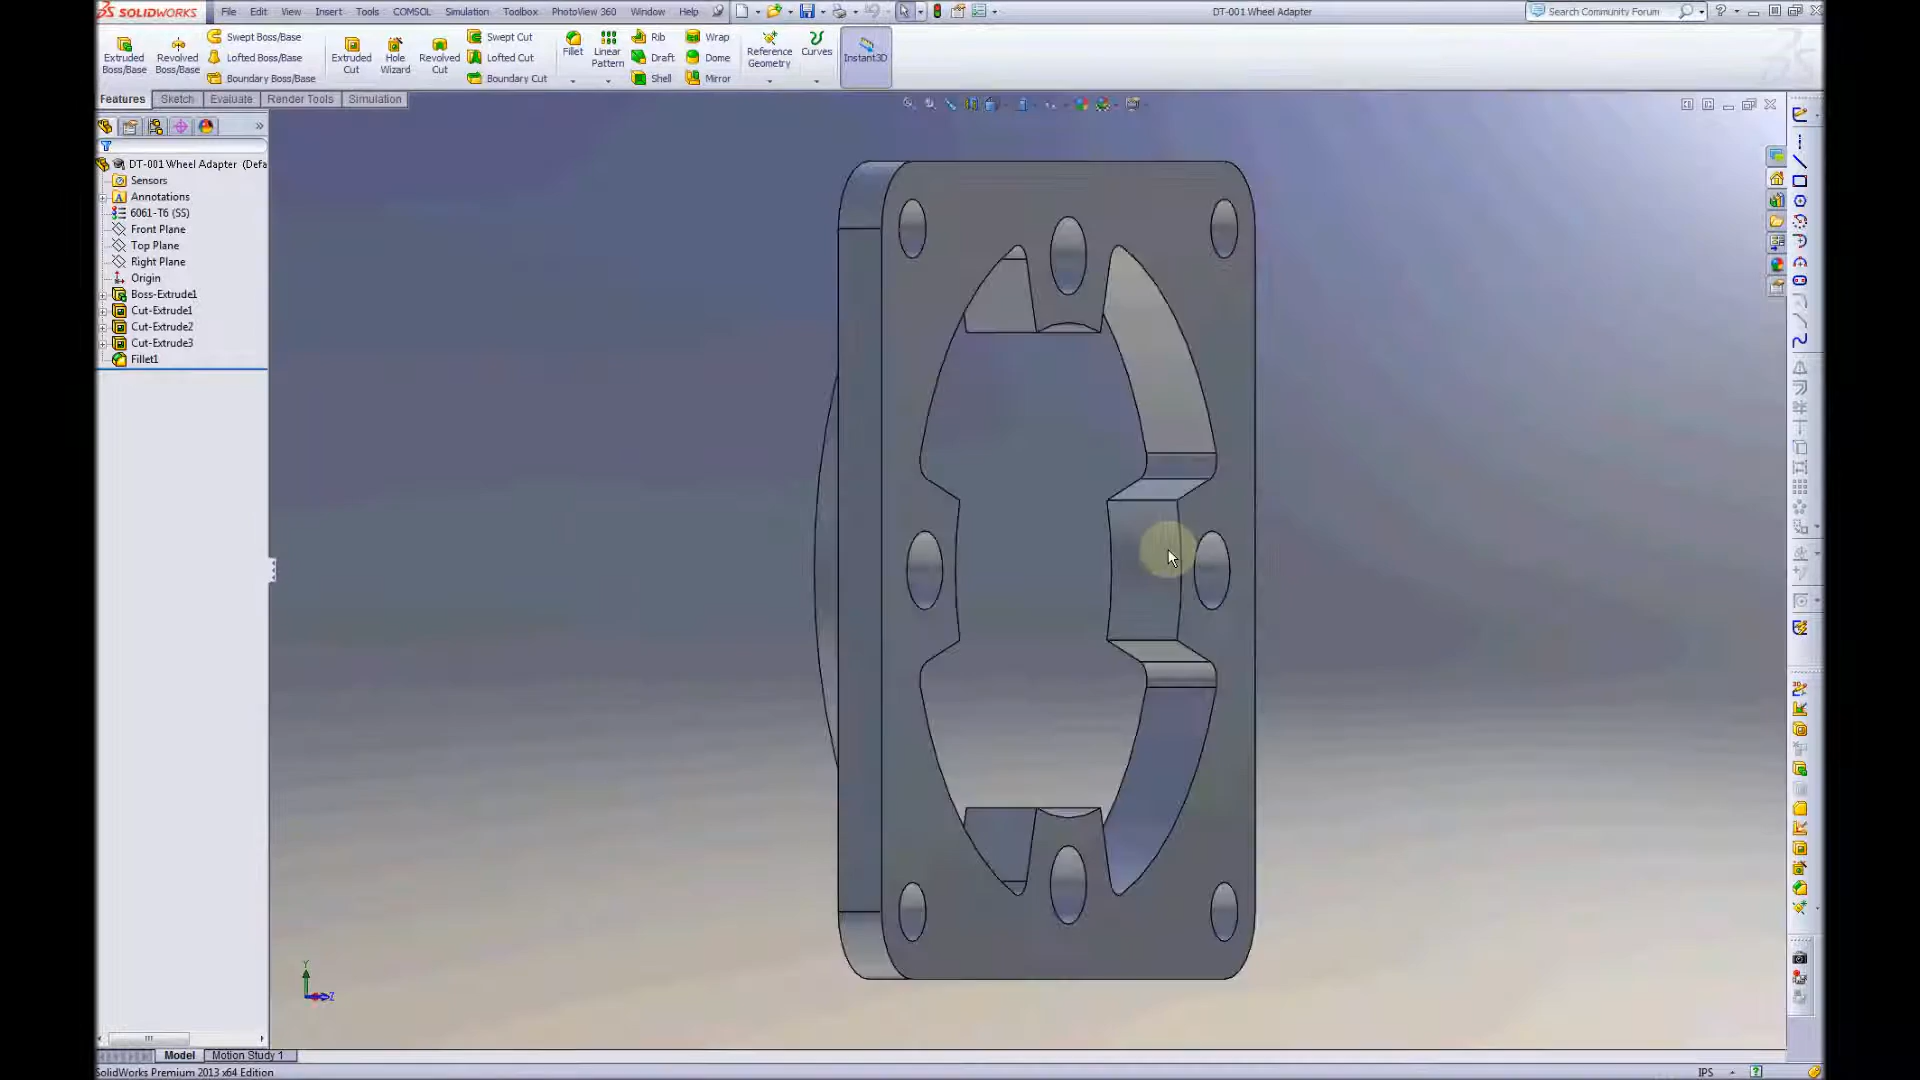 SOLIDWORKS File Edit View Insert Tools COMSOL Simulation Toolbox PhotoView 360 Window Help DT-001 Wheel Adapter Search Community Forum
Extruded Boss/Base
Revolved Boss/Base
Swept Boss/Base
Lofted Boss/Base
Boundary Boss/Base
Extruded Cut
Hole Wizard
Revolved Cut
Swept Cut
Lofted Cut
Boundary Cut
Fillet
Linear Pattern
Rib
Draft
Shell
Wrap
Dome
Mirror
Reference Geometry
Curves
Instant3D
Features Sketch Evaluate Render Tools Simulation
DT-001 Wheel Adapter (Defa
Sensors
Annotations
6061-T6 (SS)
Front Plane
Top Plane
Right Plane
Origin
Boss-Extrude1
Cut-Extrude1
Cut-Extrude2
Cut-Extrude3
Fillet1
Y
Z
Model Motion Study 1
SolidWorks Premium 2013 x64 Edition IPS